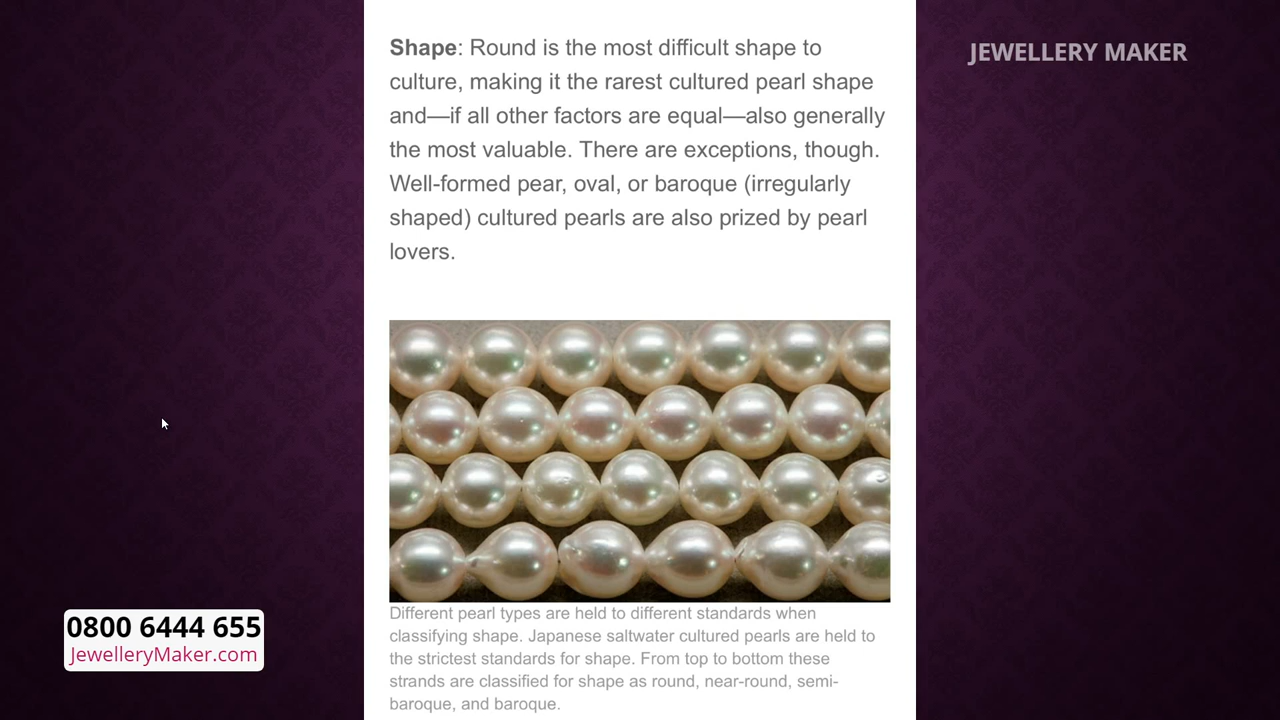 Shape: Round is the most difficult shape to
culture, making it the rarest cultured pearl shape
and—if all other factors are equal—also generally
the most valuable. There are exceptions, though.
Well-formed pear, oval, or baroque (irregularly
shaped) cultured pearls are also prized by pearl
lovers.
JEWELLERY MAKER
Different pearl types are held to different standards when
classifying shape. Japanese saltwater cultured pearls are held to
the strictest standards for shape. From top to bottom these
strands are classified for shape as round, near-round, semi-
baroque, and baroque.
0800 6444 655
JewelleryMaker.com